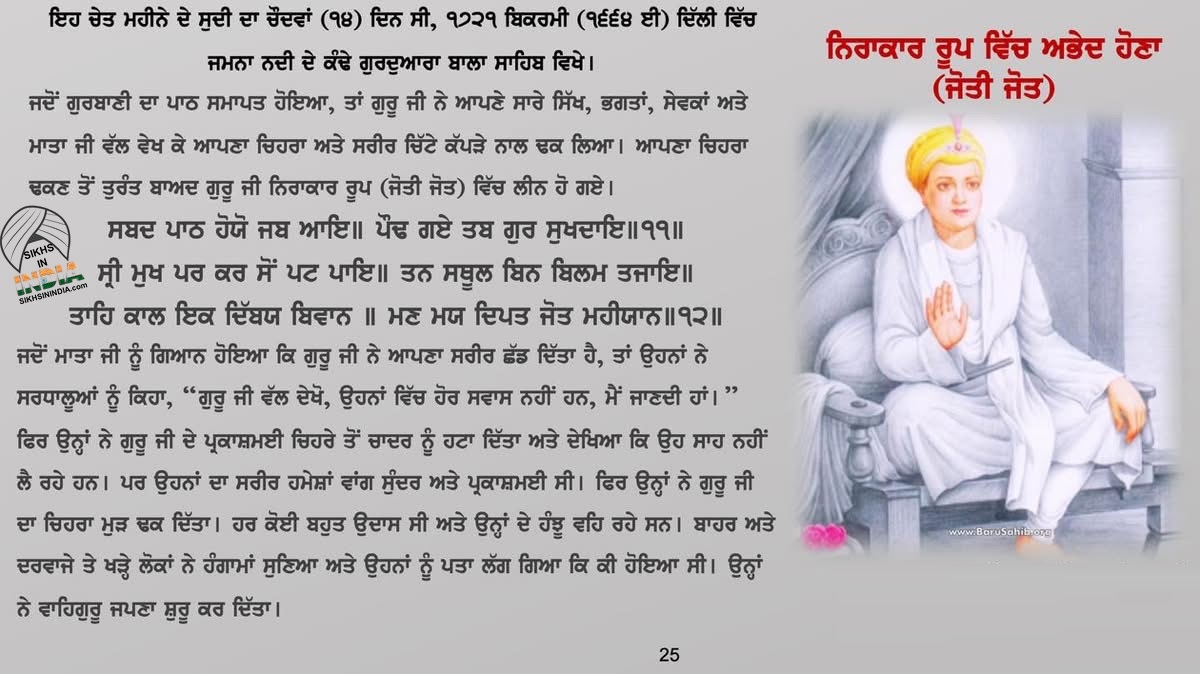 ਇਹ ਚੇਤ ਮਹੀਨੇ ਦੇ ਸੁਦੀ ਦਾ ਚੌਦਵਾਂ (੧੪) ਦਿਨ ਸੀ, ੧੭੨੧ ਬਿਕਰਮੀ (੧੬੬੪ ਈ) ਦਿੱਲੀ ਵਿੱਚ
ਜਮਨਾ ਨਦੀ ਦੇ ਕੰਢੇ ਗੁਰਦੁਆਰਾ ਬਾਲਾ ਸਾਹਿਬ ਵਿਖੇ।
ਜਦੋਂ ਗੁਰਬਾਣੀ ਦਾ ਪਾਠ ਸਮਾਪਤ ਹੋਇਆ, ਤਾਂ ਗੁਰੂ ਜੀ ਨੇ ਆਪਣੇ ਸਾਰੇ ਸਿੱਖ, ਭਗਤਾਂ, ਸੇਵਕਾਂ ਅਤੇ
ਮਾਤਾ ਜੀ ਵੱਲ ਵੇਖ ਕੇ ਆਪਣਾ ਚਿਹਰਾ ਅਤੇ ਸਰੀਰ ਚਿੱਟੇ ਕੱਪੜੇ ਨਾਲ ਢਕ ਲਿਆ। ਆਪਣਾ ਚਿਹਰਾ
ਢਕਣ ਤੋਂ ਤੁਰੰਤ ਬਾਅਦ ਗੁਰੂ ਜੀ ਨਿਰਾਕਾਰ ਰੂਪ (ਜੋਤੀ ਜੋਤ) ਵਿੱਚ ਲੀਨ ਹੋ ਗਏ।
ਸਬਦ ਪਾਠ ਹੋਯੋ ਜਬ ਆਇ॥ ਪੌਢ ਗਏ ਤਬ ਗੁਰ ਸੁਖਦਾਇ॥੧੧॥
ਸ੍ਰੀ ਮੁਖ ਪਰ ਕਰ ਸੋਂ ਪਟ ਪਾਇ॥ ਤਨ ਸਥੂਲ ਬਿਨ ਬਿਲਮ ਤਜਾਇ॥
ਤਾਹਿ ਕਾਲ ਇਕ ਦਿੱਬਯ ਬਿਵਾਨ ॥ ਮਣ ਮਯ ਦਿਪਤ ਜੋਤ ਮਹੀਯਾਨ॥੧੨॥
ਜਦੋਂ ਮਾਤਾ ਜੀ ਨੂੰ ਗਿਆਨ ਹੋਇਆ ਕਿ ਗੁਰੂ ਜੀ ਨੇ ਆਪਣਾ ਸਰੀਰ ਛੱਡ ਦਿੱਤਾ ਹੈ, ਤਾਂ ਉਹਨਾਂ ਨੇ
ਸਰਧਾਲੂਆਂ ਨੂੰ ਕਿਹਾ, “ਗੁਰੂ ਜੀ ਵੱਲ ਦੇਖੋ, ਉਹਨਾਂ ਵਿੱਚ ਹੋਰ ਸਵਾਸ ਨਹੀਂ ਹਨ, ਮੈਂ ਜਾਣਦੀ ਹਾਂ।”
ਫਿਰ ਉਨ੍ਹਾਂ ਨੇ ਗੁਰੂ ਜੀ ਦੇ ਪ੍ਰਕਾਸ਼ਮਈ ਚਿਹਰੇ ਤੋਂ ਚਾਦਰ ਨੂੰ ਹਟਾ ਦਿੱਤਾ ਅਤੇ ਦੇਖਿਆ ਕਿ ਉਹ ਸਾਹ ਨਹੀਂ
ਲੈ ਰਹੇ ਹਨ। ਪਰ ਉਹਨਾਂ ਦਾ ਸਰੀਰ ਹਮੇਸ਼ਾਂ ਵਾਂਗ ਸੁੰਦਰ ਅਤੇ ਪ੍ਰਕਾਸ਼ਮਈ ਸੀ। ਫਿਰ ਉਨ੍ਹਾਂ ਨੇ ਗੁਰੂ ਜੀ
ਦਾ ਚਿਹਰਾ ਮੁੜ ਢਕ ਦਿੱਤਾ। ਹਰ ਕੋਈ ਬਹੁਤ ਉਦਾਸ ਸੀ ਅਤੇ ਉਨ੍ਹਾਂ ਦੇ ਹੰਝੂ ਵਹਿ ਰਹੇ ਸਨ। ਬਾਹਰ ਅਤੇ
ਦਰਵਾਜੇ ਤੇ ਖੜ੍ਹੇ ਲੋਕਾਂ ਨੇ ਹੰਗਾਮਾਂ ਸੁਣਿਆ ਅਤੇ ਉਹਨਾਂ ਨੂੰ ਪਤਾ ਲੱਗ ਗਿਆ ਕਿ ਕੀ ਹੋਇਆ ਸੀ। ਉਨ੍ਹਾਂ
ਨੇ ਵਾਹਿਗੁਰੂ ਜਪਣਾ ਸ਼ੁਰੂ ਕਰ ਦਿੱਤਾ।
ਨਿਰਾਕਾਰ ਰੂਪ ਵਿੱਚ ਅਭੇਦ ਹੋਣਾ
(ਜੋਤੀ ਜੋਤ)
SIKHS
IN
INDIA
SIKHSININDIA.com
www.BaruSahib.org
25